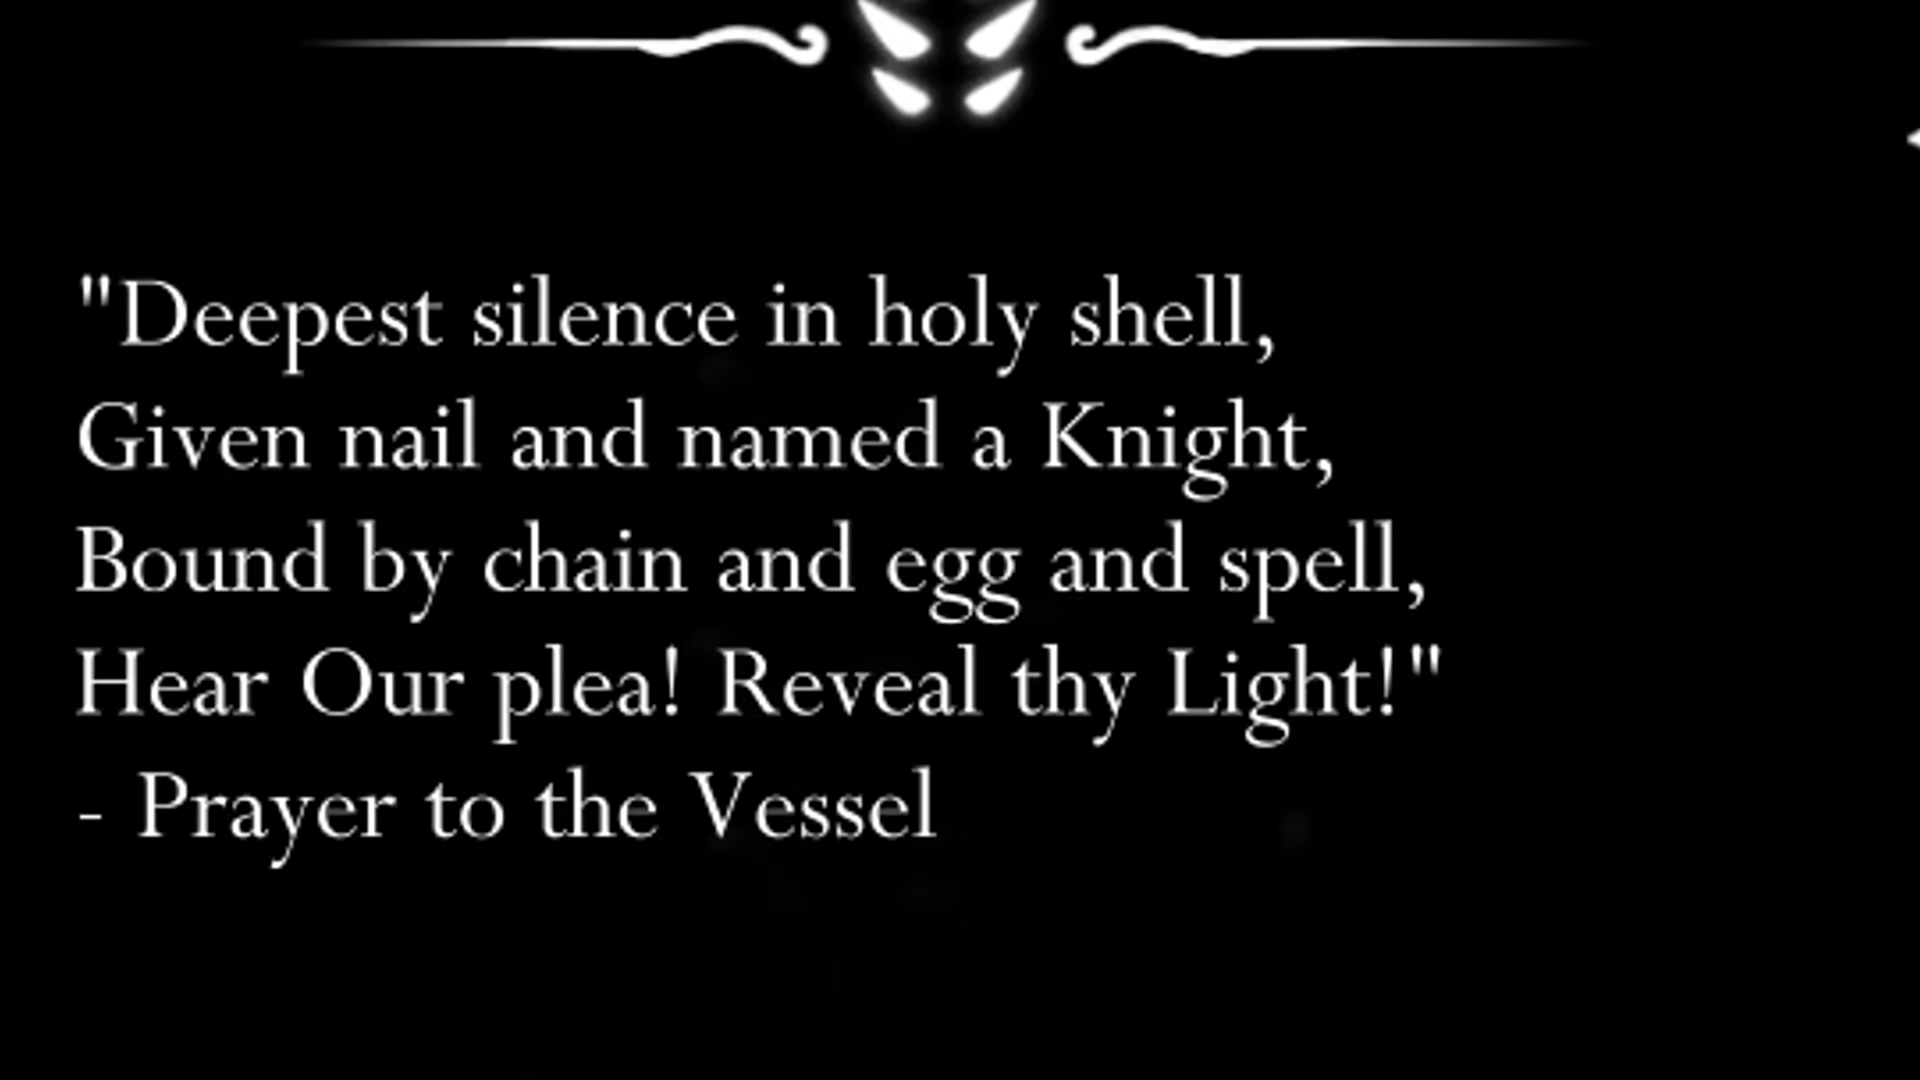 "Deepest silence in holy shell,
Given nail and named a Knight,
Bound by chain and egg and spell,
Hear Our plea! Reveal thy Light!"
- Prayer to the Vessel